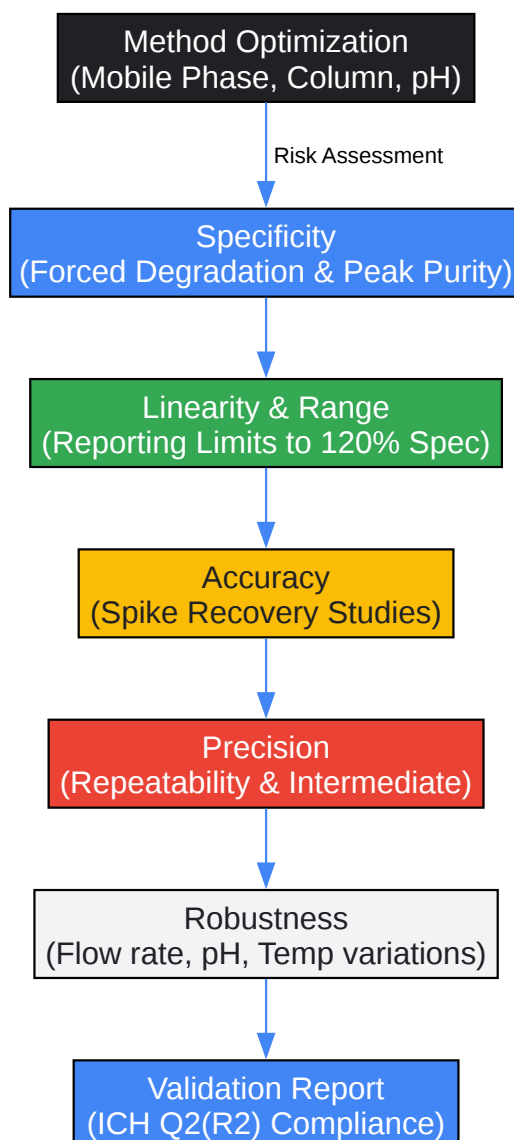 Method Optimization
(Mobile Phase, Column, pH)
Risk Assessment
Specificity
(Forced Degradation & Peak Purity)
Linearity & Range
(Reporting Limits to 120% Spec)
Accuracy
(Spike Recovery Studies)
Precision
(Repeatability & Intermediate)
Robustness
(Flow rate, pH, Temp variations)
Validation Report
(ICH Q2(R2) Compliance)